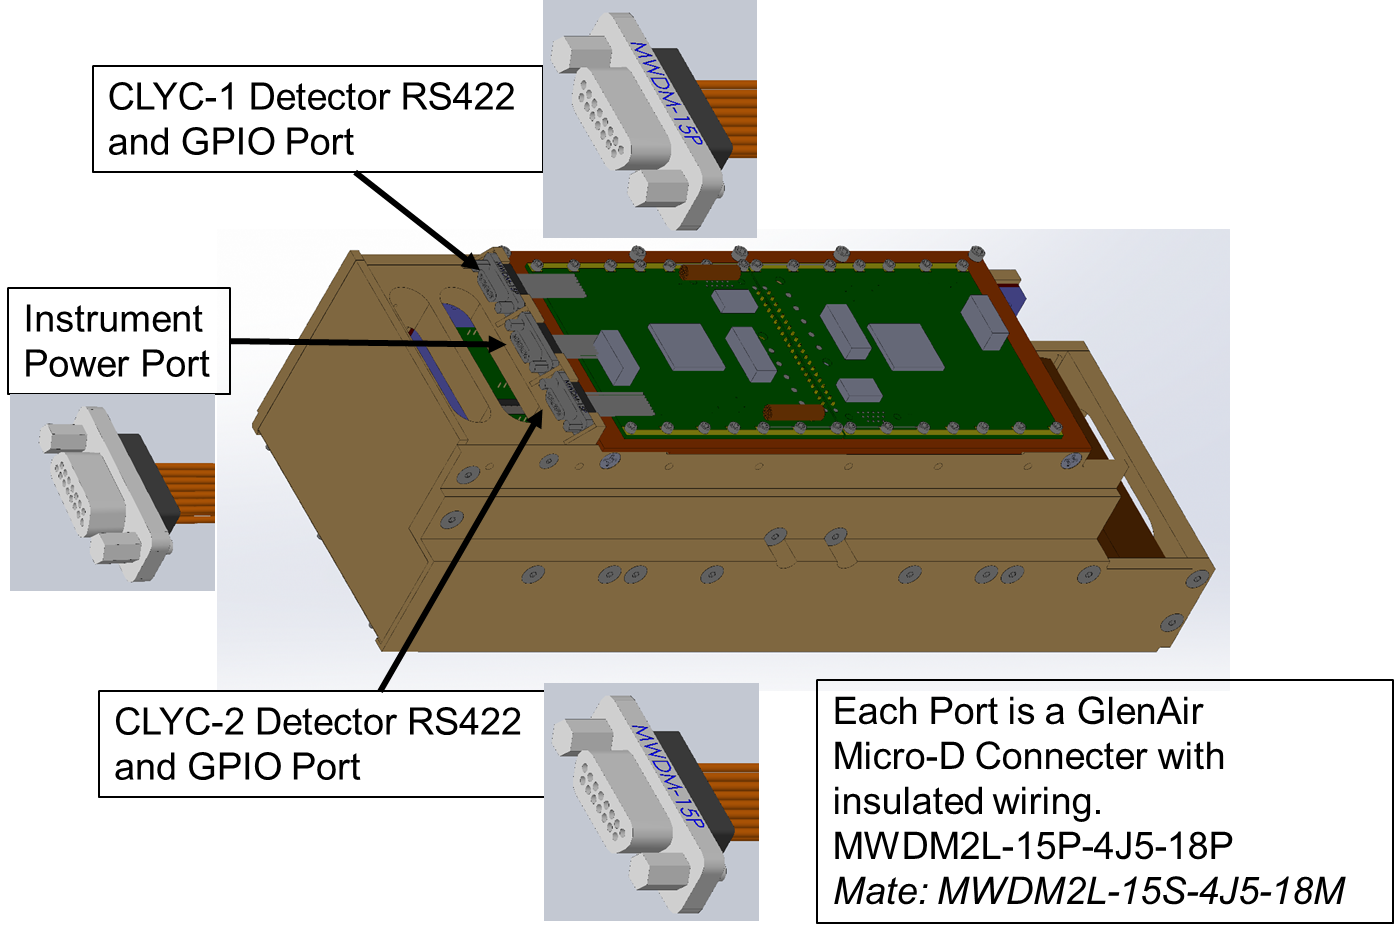 MWDM-15P
CLYC-1 Detector RS422
and GPIO Port
Instrument
Power Port
CLYC-2 Detector RS422
and GPIO Port
MWDM-15P
Each Port is a GlenAir
Micro-D Connecter with
insulated wiring.
MWDM2L-15P-4J5-18P
Mate: MWDM2L-15S-4J5-18M